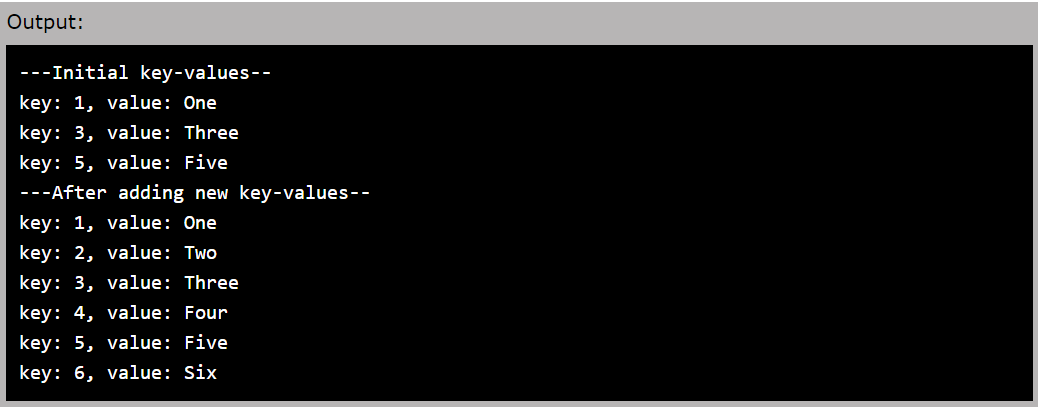 Output:
---Initial key-values--
key: 1, value: One
key: 3, value: Three
key: 5, value: Five
---After adding new key-values--
key: 1, value: One
key: 2, value: Two
key: 3, value: Three
key: 4, value: Four
key: 5, value: Five
key: 6, value: Six